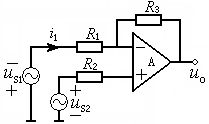 i1
R1
R3
R2
A
−
+
−
+
uS1
+
−
uS2
uo